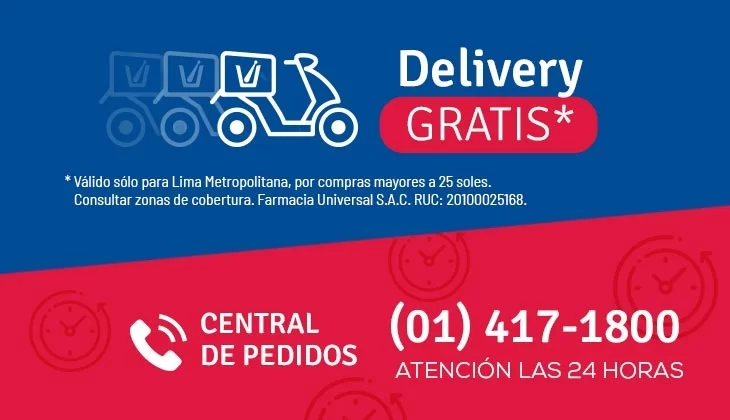 Delivery
GRATIS*
* Válido sólo para Lima Metropolitana, por compras mayores a 25 soles.
Consultar zonas de cobertura. Farmacia Universal S.A.C. RUC: 20100025168.
CENTRAL
DE PEDIDOS
(01) 417-1800
ATENCIÓN LAS 24 HORAS